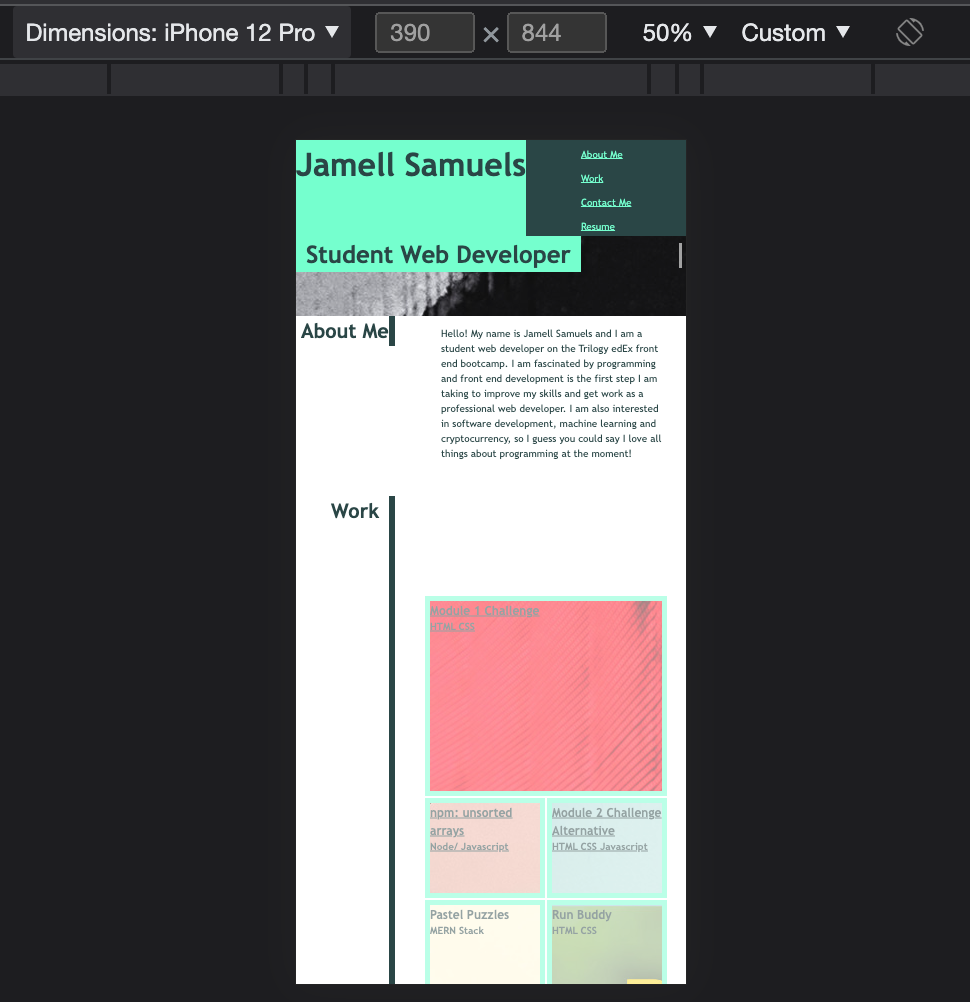 Dimensions: iPhone 12 Pro ▼ 390 × 844 50% ▼ Custom ▼
Jamell Samuels
About Me
Work
Contact Me
Resume
Student Web Developer
About Me
Hello! My name is Jamell Samuels and I am a
student web developer on the Trilogy edEx front
end bootcamp. I am fascinated by programming
and front end development is the first step I am
taking to improve my skills and get work as a
professional web developer. I am also interested
in software development, machine learning and
cryptocurrency, so I guess you could say I love all
things about programming at the moment!
Work
Module 1 Challenge
HTML CSS
npm: unsorted
arrays
Node/ Javascript
Module 2 Challenge
Alternative
HTML CSS Javascript
Pastel Puzzles
MERN Stack
Run Buddy
HTML CSS